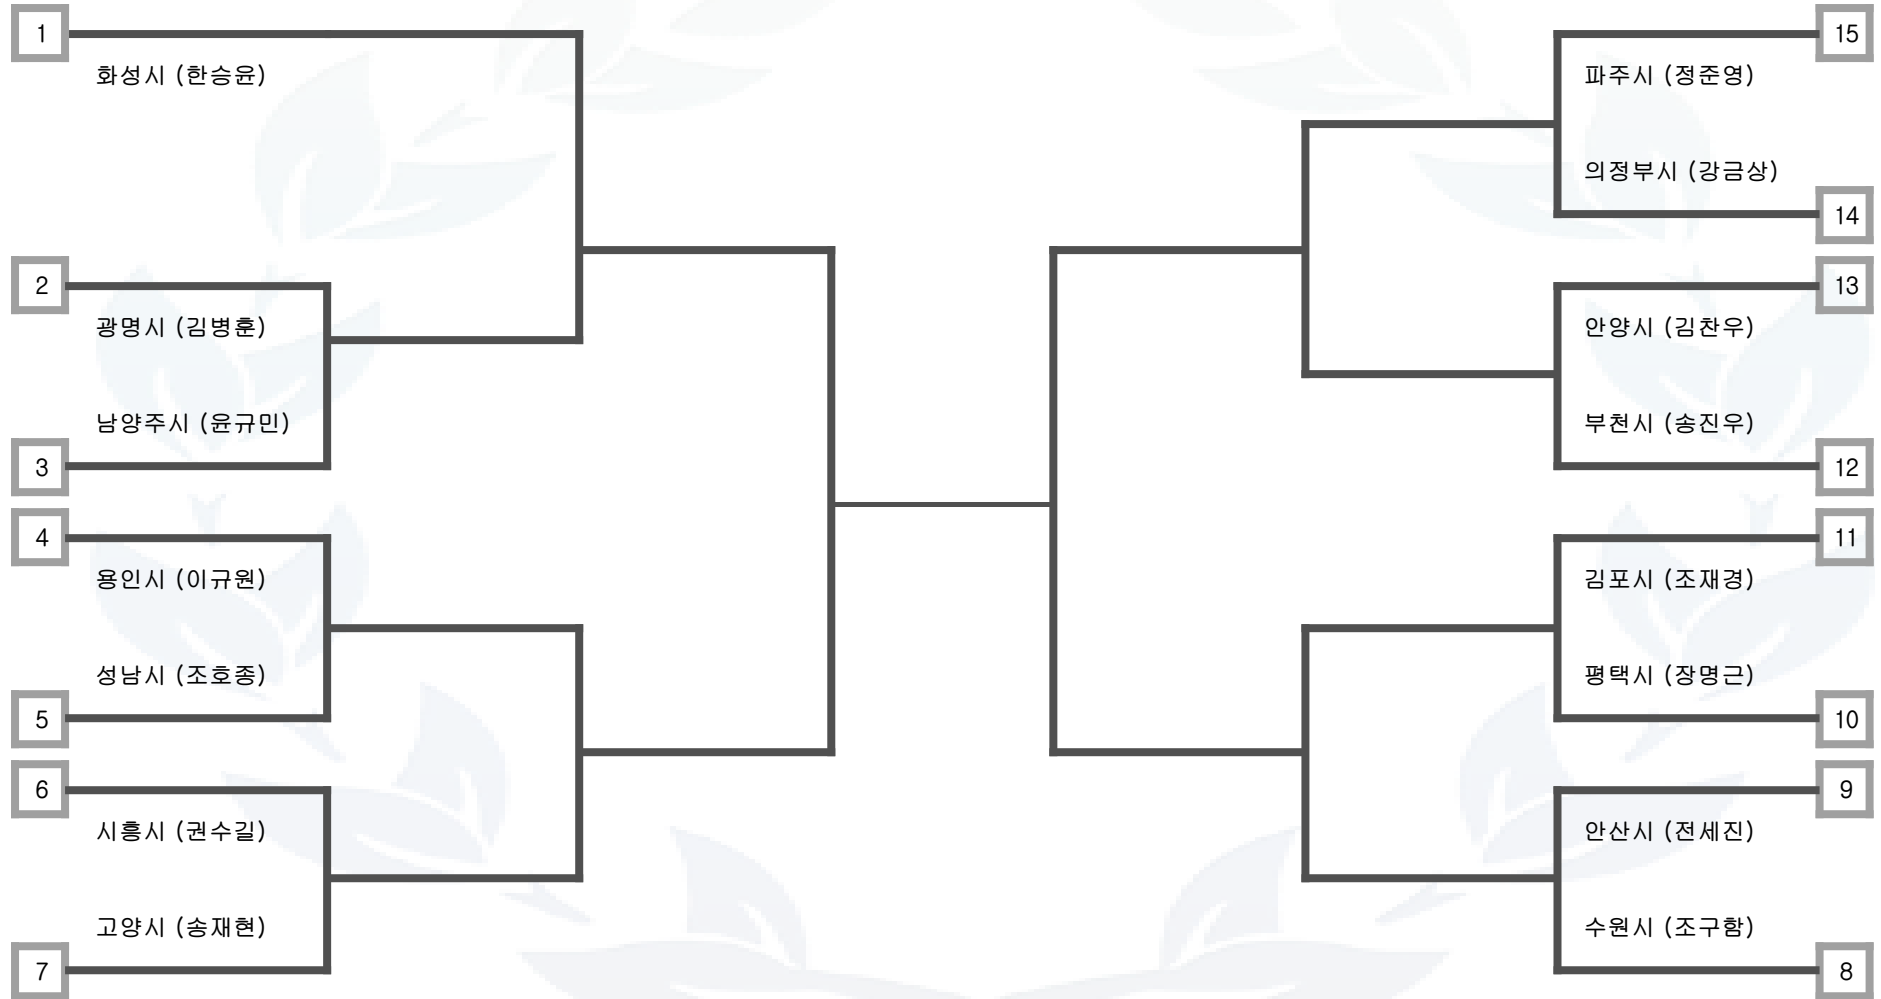 1
화성시 (한승윤)
2
광명시 (김병훈)
남양주시 (윤규민)
3
4
용인시 (이규원)
성남시 (조호종)
5
6
시흥시 (권수길)
고양시 (송재현)
7
15
파주시 (정준영)
의정부시 (강금상)
14
13
안양시 (김찬우)
부천시 (송진우)
12
11
김포시 (조재경)
평택시 (장명근)
10
9
안산시 (전세진)
수원시 (조구함)
8